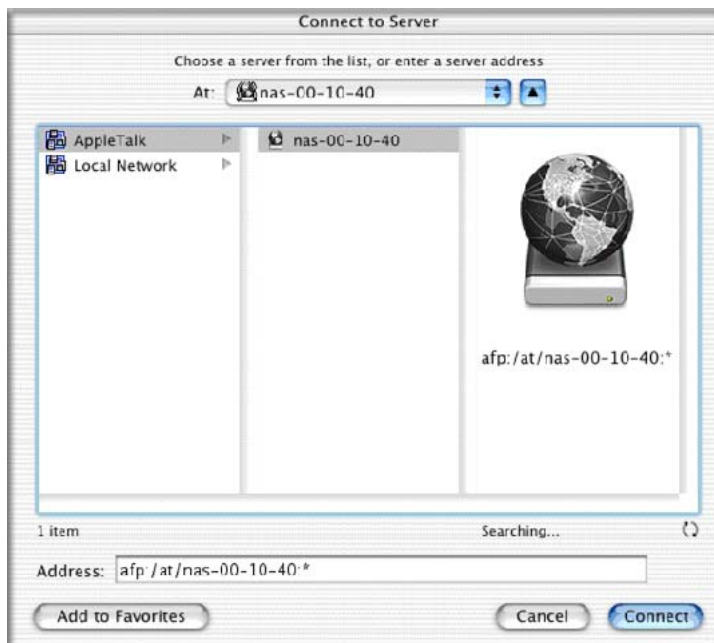 Connect to Server
Choose a server from the list, or enter a server address
At: nas-00-10-40
AppleTalk
Local Network
nas-00-10-40
afp:/at/nas-00-10-40:*
1 item
Searching...
Address: afp:/at/nas-00-10-40:*
Add to Favorites
Cancel
Connect